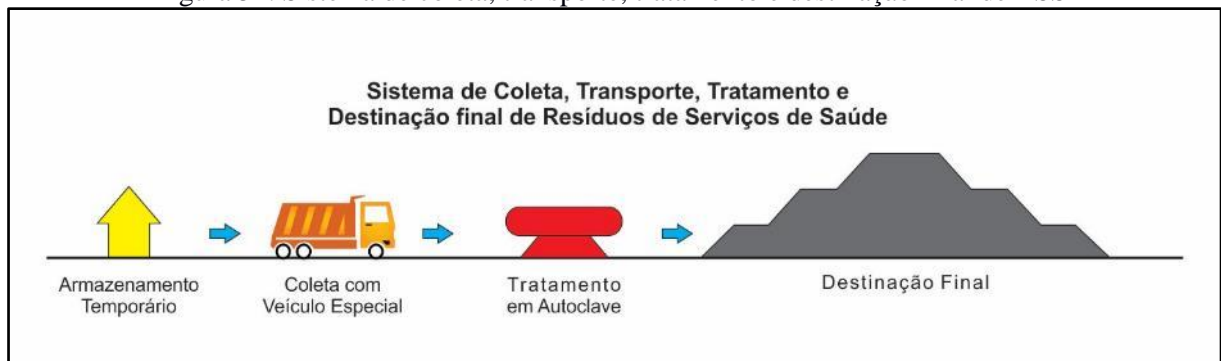 Sistema de Coleta, Transporte, Tratamento e
Destinação final de Resíduos de Serviços de Saúde
Armazenamento
Temporário
Coleta com
Veículo Especial
Tratamento
em Autoclave
Destinação Final